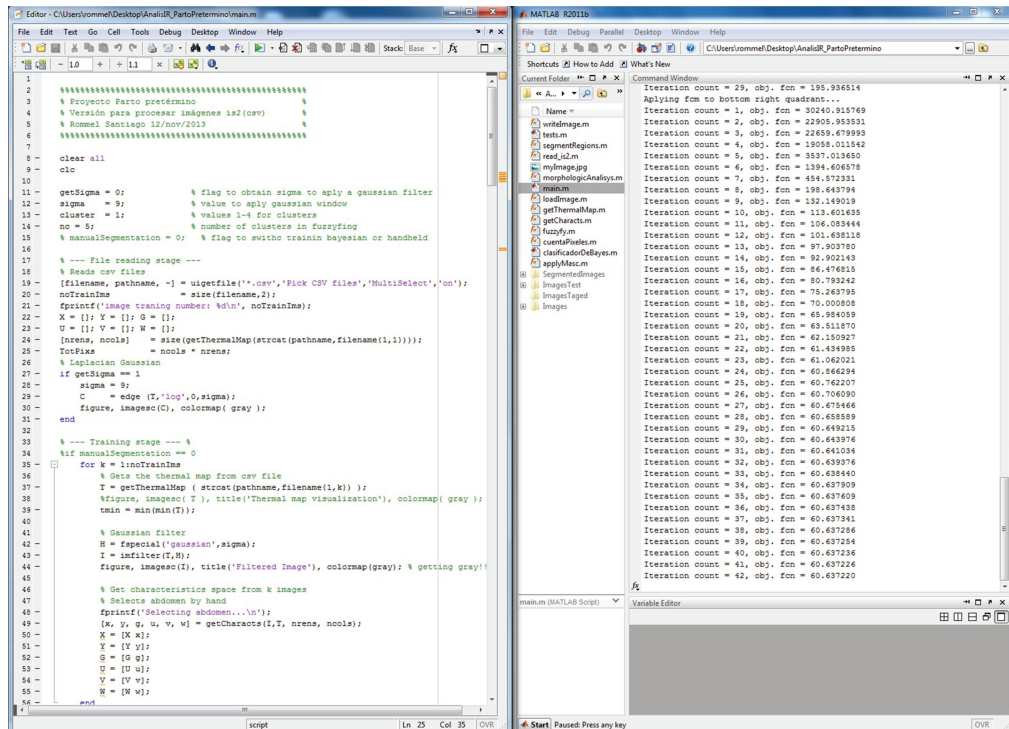 Editor - C:\Users\rommel\Desktop\AnalisIR_PartoPretermino\main.m
File Edit Text Go Cell Tools Debug Desktop Window Help
Stack: Base fx
- 1.0 + ÷ 1.1 ×
1
2 %%%%%%%%%%%%%%%%%%%%%%%%%%%%%%%%%%%%%%%%%%%%%%%%%
3 % Proyecto Parto pretérmino %
4 % Versión para procesar imágenes is2(csv) %
5 % Rommel Santiago 12/nov/2013 %
6 %%%%%%%%%%%%%%%%%%%%%%%%%%%%%%%%%%%%%%%%%%%%%%%%%
7
8 - clear all
9 - clc
10
11 - getSigma = 0; % flag to obtain sigma to aply a gaussian filter
12 - sigma = 9; % value to aply gaussian window
13 - cluster = 1; % values 1-4 for clusters
14 - nc = 5; % number of clusters in fuzzyfing
15 % manualSegmentation = 0; % flag to swithc trainin bayesian or handheld
16
17 % --- File reading stage ---
18 % Reads csv files
19 - [filename, pathname, ~] = uigetfile('*.csv','Pick CSV files','MultiSelect','on');
20 - noTrainIms = size(filename,2);
21 - fprintf('image traning number: %d\n', noTrainIms);
22 - X = []; Y = []; G = [];
23 - U = []; V = []; W = [];
24 - [nrens, ncols] = size(getThermalMap(strcat(pathname,filename{1,1})));
25 - TotPixs = ncols * nrens;
26 % Laplacian Gaussian
27 - if getSigma == 1
28 - sigma = 9;
29 - C = edge (T,'log',0,sigma);
30 - figure, imagesc(C), colormap( gray );
31 - end
32
33 % --- Training stage --- %
34 %if manualSegmentation == 0
35 - for k = 1:noTrainIms
36 % Gets the thermal map from csv file
37 - T = getThermalMap ( strcat(pathname,filename{1,k}) );
38 %figure, imagesc( T ), title('Thermal map visualization'), colormap( gray );
39 - tmin = min(min(T));
40
41 % Gaussian filter
42 - H = fspecial('gaussian',sigma);
43 - I = imfilter(T,H);
44 - figure, imagesc(I), title('Filtered Image'), colormap(gray); % getting gray!!
45
46 % Get characteristics space from k images
47 % Selects abdomen by hand
48 - fprintf('Selecting abdomen...\n');
49 - [x, y, g, u, v, w] = getCharacts(I,T, nrens, ncols);
50 - X = [X x];
51 - Y = [Y y];
52 - G = [G g];
53 - U = [U u];
54 - V = [V v];
55 - W = [W w];
56 - end
script Ln 25 Col 35 OVR
MATLAB R2011b
File Edit Debug Parallel Desktop Window Help
C:\Users\rommel\Desktop\AnalisIR_PartoPretermino
Shortcuts How to Add What's New
Current Folder
« A...
Name
writeImage.m
tests.m
segmentRegions.m
read_is2.m
myImage.jpg
morphologicAnalisys.m
main.m
loadImage.m
getThermalMap.m
getCharacts.m
fuzzyfy.m
cuentaPixeles.m
clasificadorDeBayes.m
applyMasc.m
SegmentedImages
ImagesTest
ImagesTaged
Images
main.m (MATLAB Script)
Command Window
Iteration count = 29, obj. fcn = 195.936514
Aplying fcm to bottom right quadrant...
Iteration count = 1, obj. fcn = 30240.915769
Iteration count = 2, obj. fcn = 22905.953531
Iteration count = 3, obj. fcn = 22659.679993
Iteration count = 4, obj. fcn = 19058.011542
Iteration count = 5, obj. fcn = 3537.013650
Iteration count = 6, obj. fcn = 1394.606578
Iteration count = 7, obj. fcn = 454.572331
Iteration count = 8, obj. fcn = 198.643794
Iteration count = 9, obj. fcn = 132.149019
Iteration count = 10, obj. fcn = 113.601635
Iteration count = 11, obj. fcn = 106.083444
Iteration count = 12, obj. fcn = 101.638118
Iteration count = 13, obj. fcn = 97.903780
Iteration count = 14, obj. fcn = 92.902143
Iteration count = 15, obj. fcn = 86.476815
Iteration count = 16, obj. fcn = 80.793242
Iteration count = 17, obj. fcn = 75.263795
Iteration count = 18, obj. fcn = 70.000808
Iteration count = 19, obj. fcn = 65.984059
Iteration count = 20, obj. fcn = 63.511870
Iteration count = 21, obj. fcn = 62.150927
Iteration count = 22, obj. fcn = 61.434985
Iteration count = 23, obj. fcn = 61.062021
Iteration count = 24, obj. fcn = 60.866294
Iteration count = 25, obj. fcn = 60.762207
Iteration count = 26, obj. fcn = 60.706090
Iteration count = 27, obj. fcn = 60.675466
Iteration count = 28, obj. fcn = 60.658589
Iteration count = 29, obj. fcn = 60.649215
Iteration count = 30, obj. fcn = 60.643976
Iteration count = 31, obj. fcn = 60.641034
Iteration count = 32, obj. fcn = 60.639376
Iteration count = 33, obj. fcn = 60.638440
Iteration count = 34, obj. fcn = 60.637909
Iteration count = 35, obj. fcn = 60.637609
Iteration count = 36, obj. fcn = 60.637438
Iteration count = 37, obj. fcn = 60.637341
Iteration count = 38, obj. fcn = 60.637286
Iteration count = 39, obj. fcn = 60.637254
Iteration count = 40, obj. fcn = 60.637236
Iteration count = 41, obj. fcn = 60.637226
Iteration count = 42, obj. fcn = 60.637220
fx
Variable Editor
Start Paused: Press any key OVR